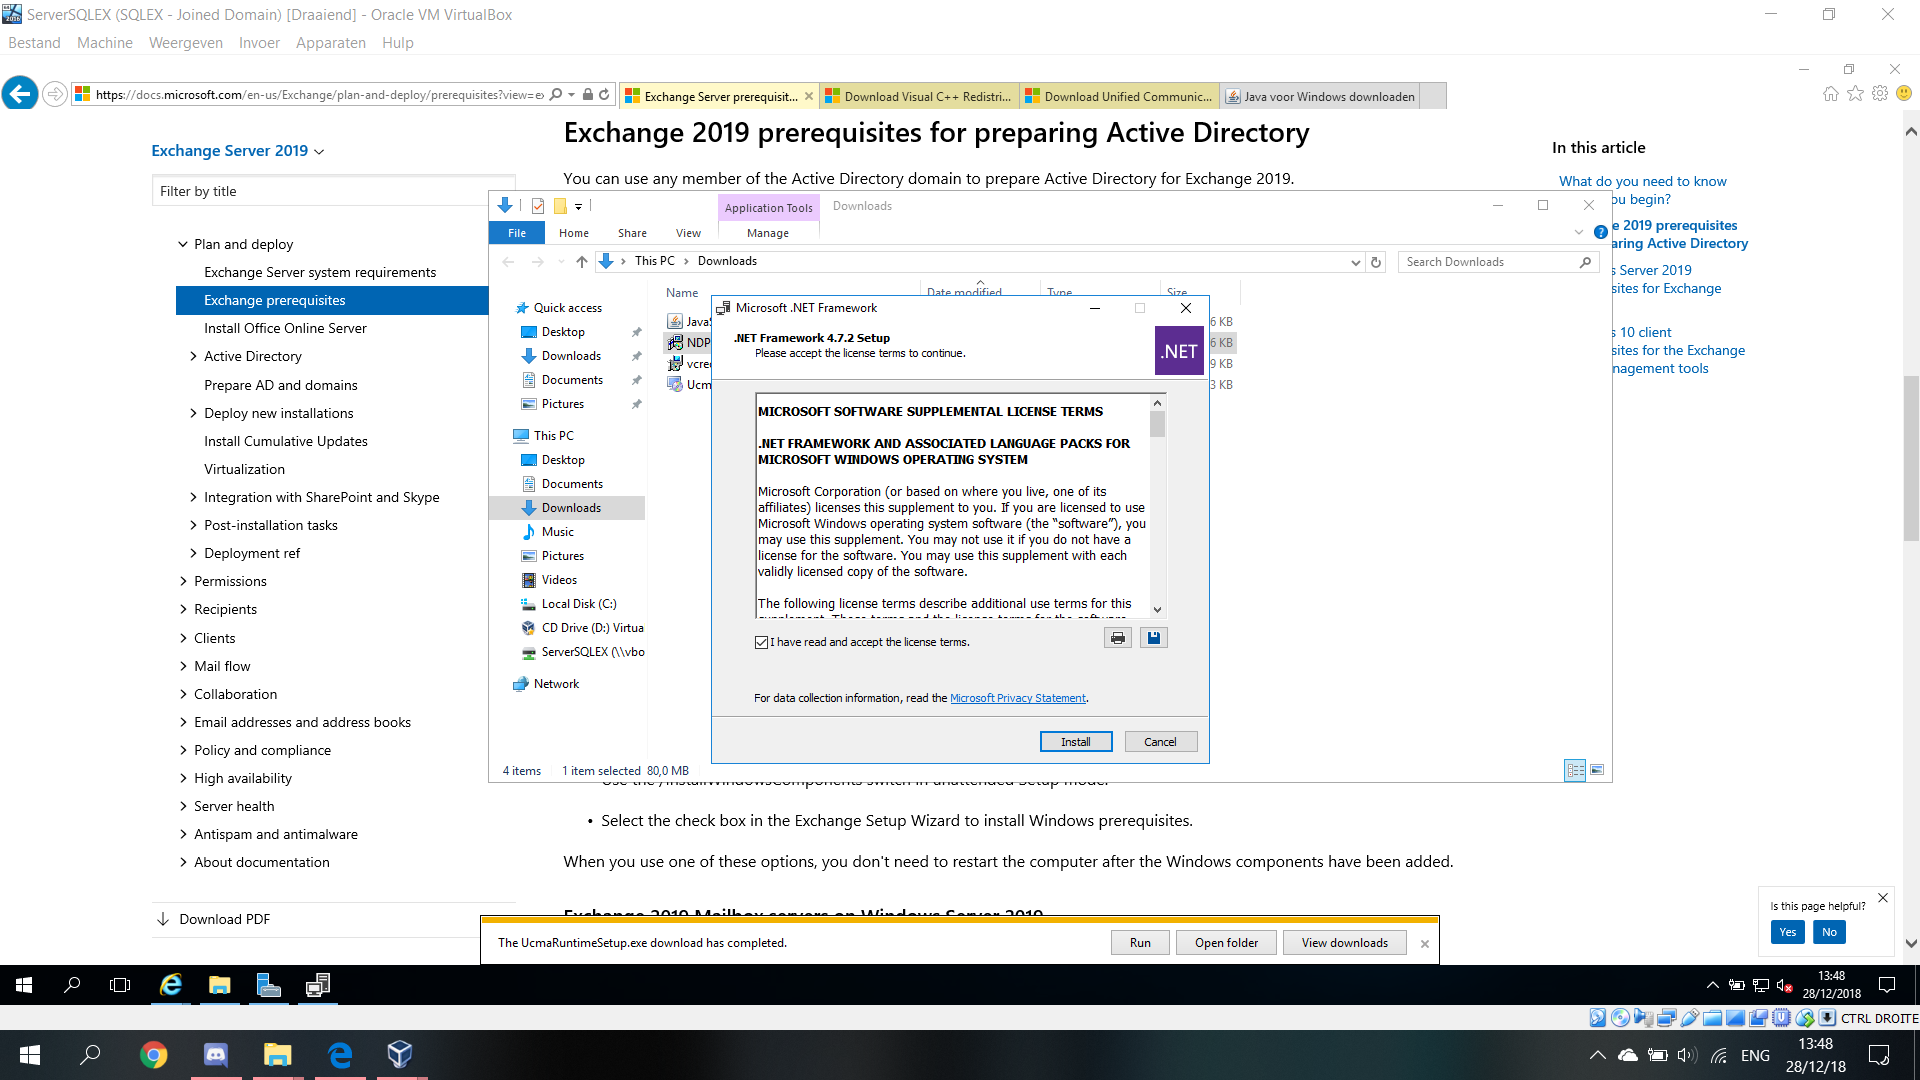 ServerSQLEX (SQLEX - Joined Domain) [Draaiend] - Oracle VM VirtualBox
Bestand Machine Weergeven Invoer Apparaten Hulp
https://docs.microsoft.com/en-us/Exchange/plan-and-deploy/prerequisites?view=e
Exchange Server prerequisit...
Download Visual C++ Redistri...
Download Unified Communic...
Java voor Windows downloaden
Exchange Server 2019
Filter by title
Plan and deploy
Exchange Server system requirements
Exchange prerequisites
Install Office Online Server
Active Directory
Prepare AD and domains
Deploy new installations
Install Cumulative Updates
Virtualization
Integration with SharePoint and Skype
Post-installation tasks
Deployment ref
Permissions
Recipients
Clients
Mail flow
Collaboration
Email addresses and address books
Policy and compliance
High availability
Server health
Antispam and antimalware
About documentation
Download PDF
Exchange 2019 prerequisites for preparing Active Directory
You can use any member of the Active Directory domain to prepare Active Directory for Exchange 2019.
Application Tools
Downloads
File Home Share View Manage
This PC > Downloads
Search Downloads
Name Date modified Type Size
Quick access
Desktop
Downloads
Documents
Pictures
This PC
Desktop
Documents
Downloads
Music
Pictures
Videos
Local Disk (C:)
CD Drive (D:) Virtua
ServerSQLEX (\\vbo
Network
JavaS
6 KB
NDP
6 KB
vcre
9 KB
Ucm
3 KB
4 items 1 item selected 80,0 MB
Microsoft .NET Framework
.NET Framework 4.7.2 Setup
Please accept the license terms to continue.
.NET
MICROSOFT SOFTWARE SUPPLEMENTAL LICENSE TERMS
.NET FRAMEWORK AND ASSOCIATED LANGUAGE PACKS FOR
MICROSOFT WINDOWS OPERATING SYSTEM
Microsoft Corporation (or based on where you live, one of its
affiliates) licenses this supplement to you. If you are licensed to use
Microsoft Windows operating system software (the “software”), you
may use this supplement. You may not use it if you do not have a
license for the software. You may use this supplement with each
validly licensed copy of the software.
The following license terms describe additional use terms for this
supplement. These terms and the license terms for the software
I have read and accept the license terms.
For data collection information, read the Microsoft Privacy Statement.
Install Cancel
Use the /InstallWindowsComponents switch in unattended Setup mode.
• Select the check box in the Exchange Setup Wizard to install Windows prerequisites.
When you use one of these options, you don't need to restart the computer after the Windows components have been added.
Exchange 2019 Mailbox servers on Windows Server 2019
The UcmaRuntimeSetup.exe download has completed.
Run Open folder View downloads
In this article
What do you need to know
ou begin?
e 2019 prerequisites
aring Active Directory
s Server 2019
sites for Exchange
s 10 client
sites for the Exchange
nagement tools
Is this page helpful?
Yes No
13:48
28/12/2018
CTRL DROITE
ENG
13:48
28/12/18